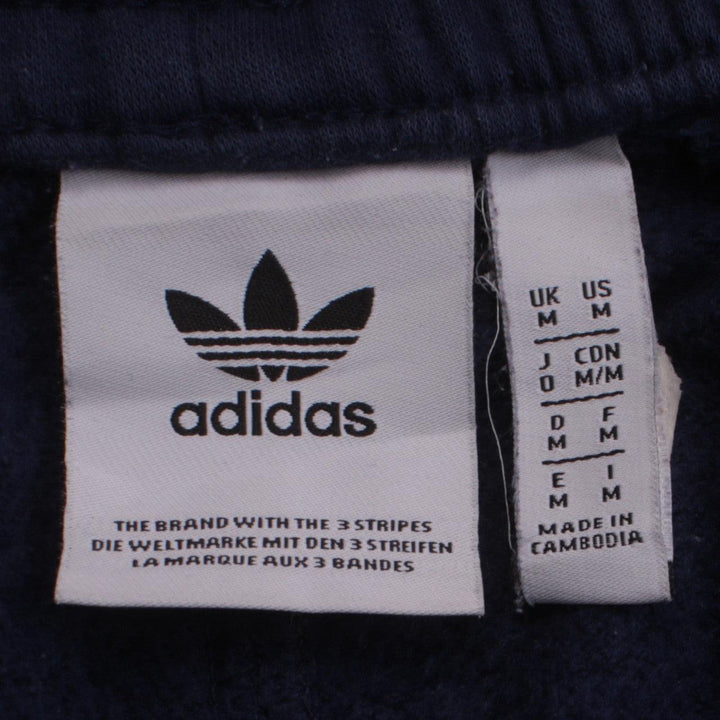 adidas
THE BRAND WITH THE 3 STRIPES
DIE WELTMARKE MIT DEN 3 STREIFEN
LA MARQUE AUX 3 BANDES
UK US
M M
J CDN
O M/M
D F
M M
E I
M M
MADE IN
CAMBODIA